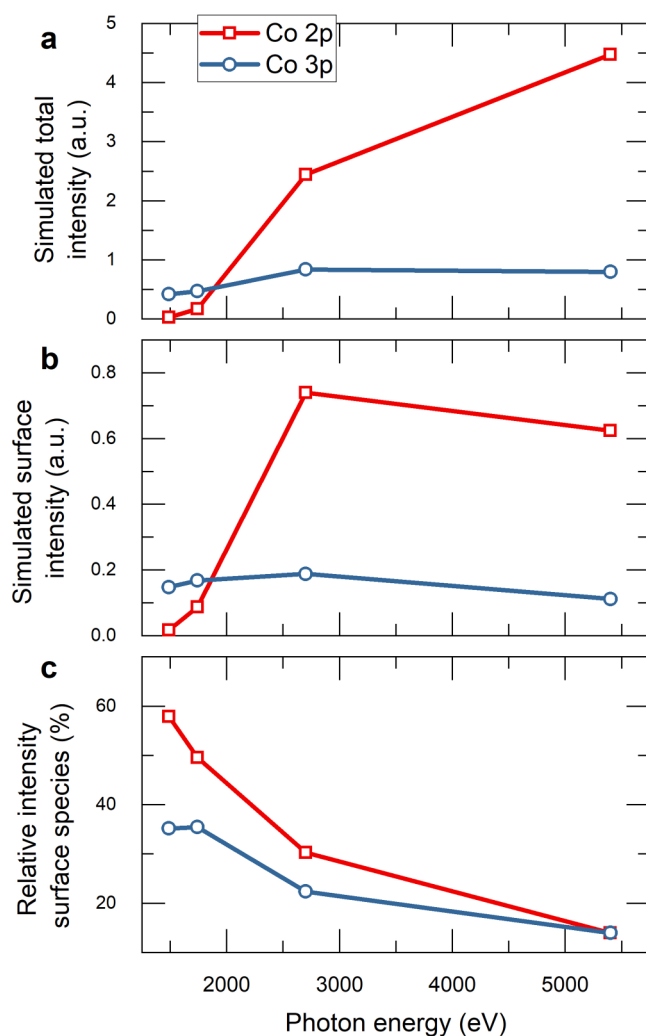 a
Co 2p
Co 3p
5
4
3
2
1
0
Simulated total
intensity (a.u.)
b
0.8
0.6
0.4
0.2
0.0
Simulated surface
intensity (a.u.)
c
60
40
20
Relative intensity
surface species (%)
2000 3000 4000 5000
Photon energy (eV)